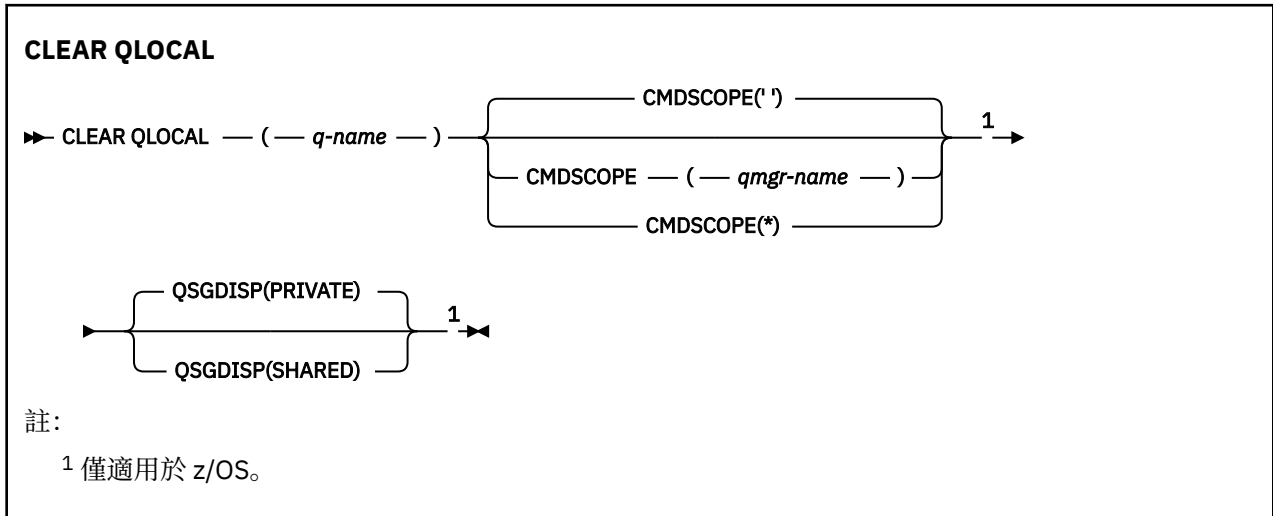 CLEAR QLOCAL
CMDSCOPE(' ')
CLEAR QLOCAL ( q-name ) 1
CMDSCOPE ( qmgr-name )
CMDSCOPE(*)
QSGDISP(PRIVATE)
1
QSGDISP(SHARED)
註：
1 僅適用於 z/OS。